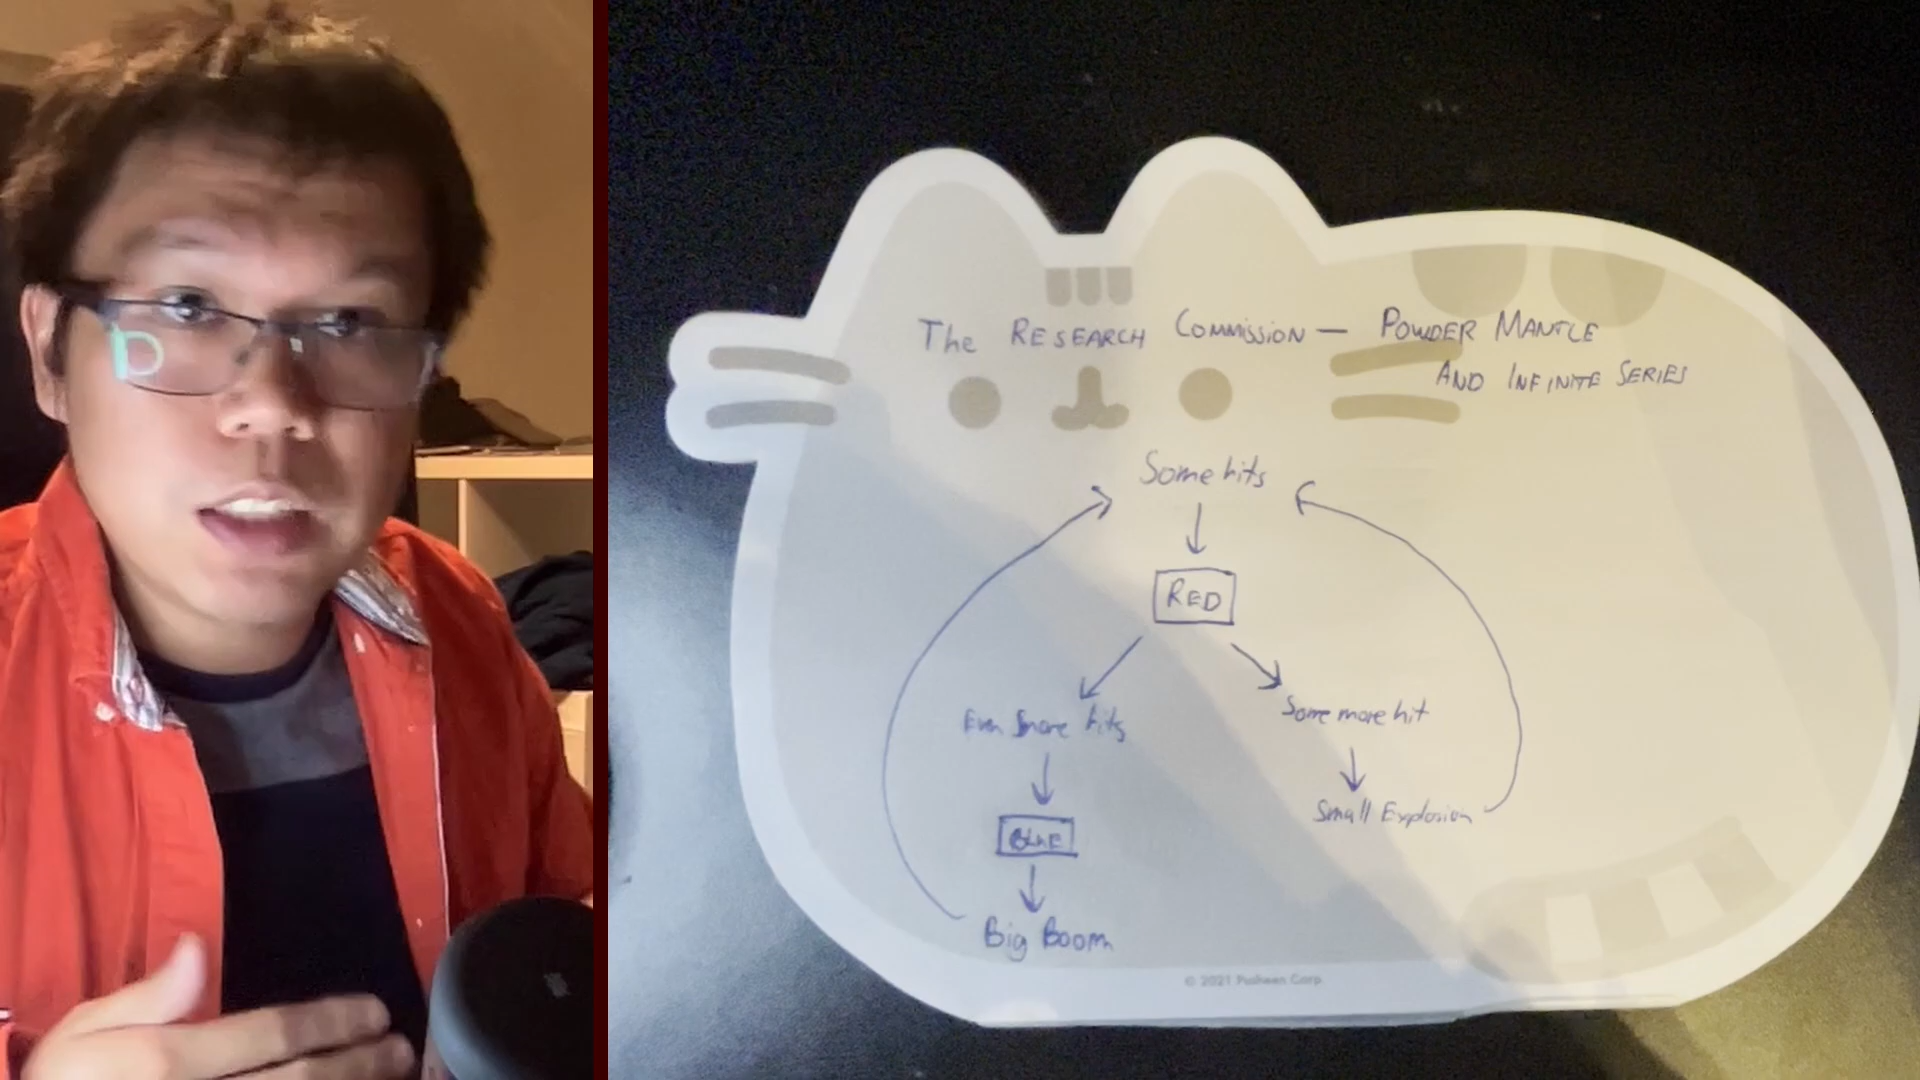 The RESEARCH COMMISSION — POWDER MANTLE
AND INFINITE SERIES
Some hits
RED
Even more hits
Some more hit
Small Explosion
BLUE
Big Boom
© 2021 Pusheen Corp.